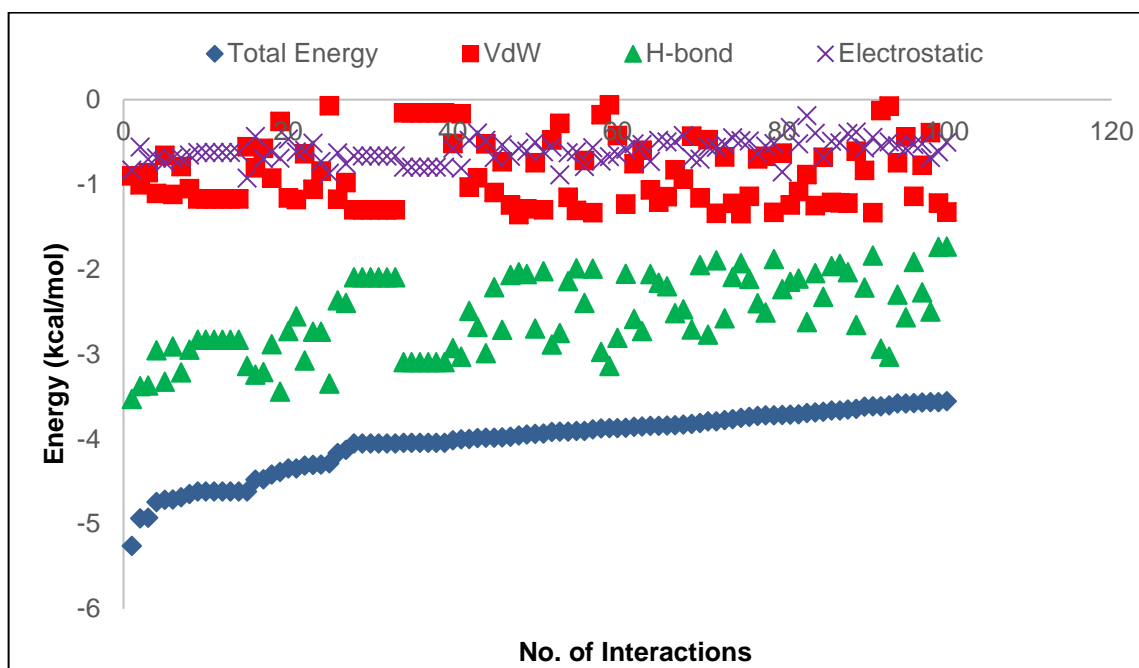 Total Energy VdW H-bond Electrostatic
0
0 20 40 60 80 100 120
-1
-2
-3
-4
-5
-6
Energy (kcal/mol)
No. of Interactions